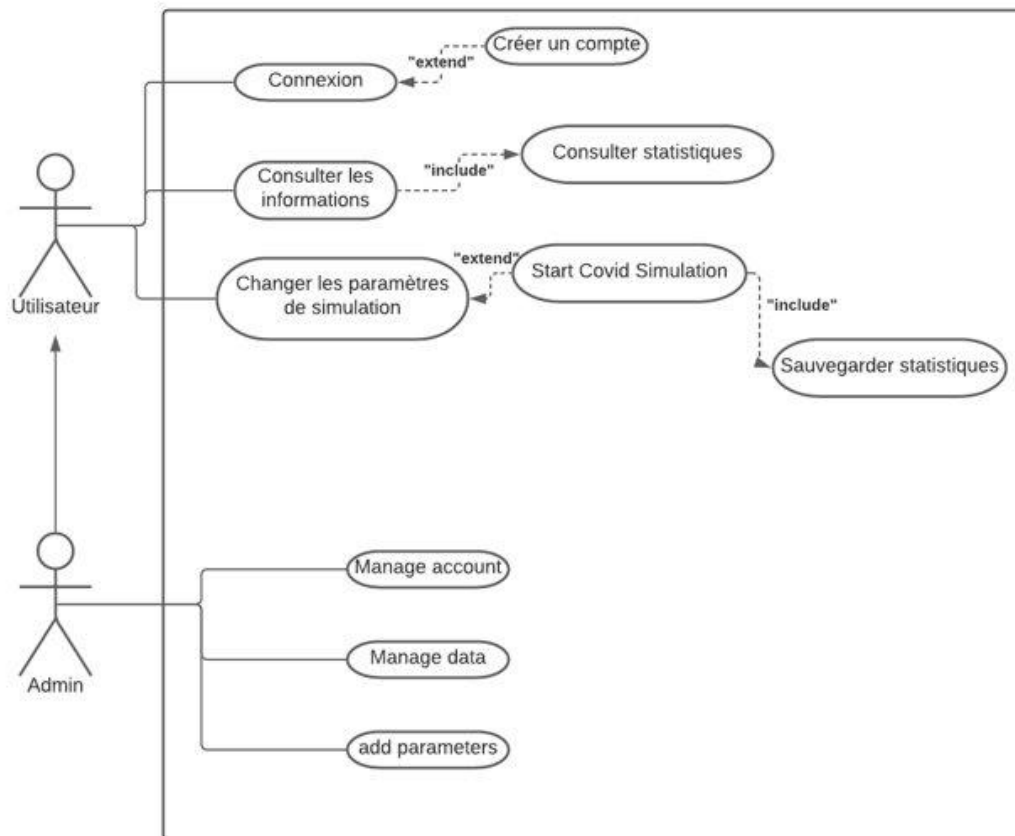 Créer un compte
"extend"
Connexion
Consulter statistiques
"include"
Consulter les
informations
"extend"
Start Covid Simulation
Changer les paramètres
de simulation
"include"
Utilisateur
Sauvegarder statistiques
Manage account
Manage data
Admin
add parameters